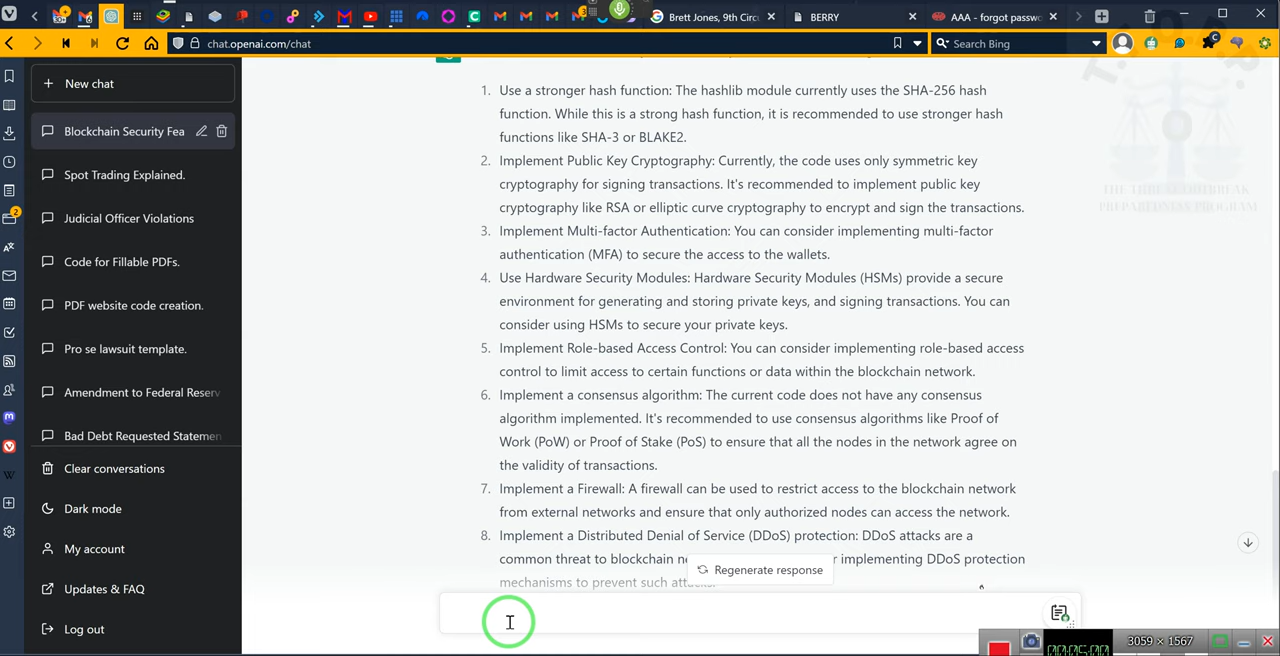 Brett Jones, 9th Circ
BERRY
AAA - forgot passw
chat.openai.com/chat
Search Bing
New chat
Blockchain Security Fea
Spot Trading Explained.
Judicial Officer Violations
Code for Fillable PDFs.
PDF website code creation.
Pro se lawsuit template.
Amendment to Federal Reserv
Bad Debt Requested Statemen
Clear conversations
Dark mode
My account
Updates & FAQ
Log out
1. Use a stronger hash function: The hashlib module currently uses the SHA-256 hash
function. While this is a strong hash function, it is recommended to use stronger hash
functions like SHA-3 or BLAKE2.
2. Implement Public Key Cryptography: Currently, the code uses only symmetric key
cryptography for signing transactions. It's recommended to implement public key
cryptography like RSA or elliptic curve cryptography to encrypt and sign the transactions.
3. Implement Multi-factor Authentication: You can consider implementing multi-factor
authentication (MFA) to secure the access to the wallets.
4. Use Hardware Security Modules: Hardware Security Modules (HSMs) provide a secure
environment for generating and storing private keys, and signing transactions. You can
consider using HSMs to secure your private keys.
5. Implement Role-based Access Control: You can consider implementing role-based access
control to limit access to certain functions or data within the blockchain network.
6. Implement a consensus algorithm: The current code does not have any consensus
algorithm implemented. It's recommended to use consensus algorithms like Proof of
Work (PoW) or Proof of Stake (PoS) to ensure that all the nodes in the network agree on
the validity of transactions.
7. Implement a Firewall: A firewall can be used to restrict access to the blockchain network
from external networks and ensure that only authorized nodes can access the network.
8. Implement a Distributed Denial of Service (DDoS) protection: DDoS attacks are a
common threat to blockchain ne r implementing DDoS protection
mechanisms to prevent such attacks.
Regenerate response
THE THREAT OUTBREAK
PREPAREDNESS PROGRAM
3059 × 1567
00:05:00